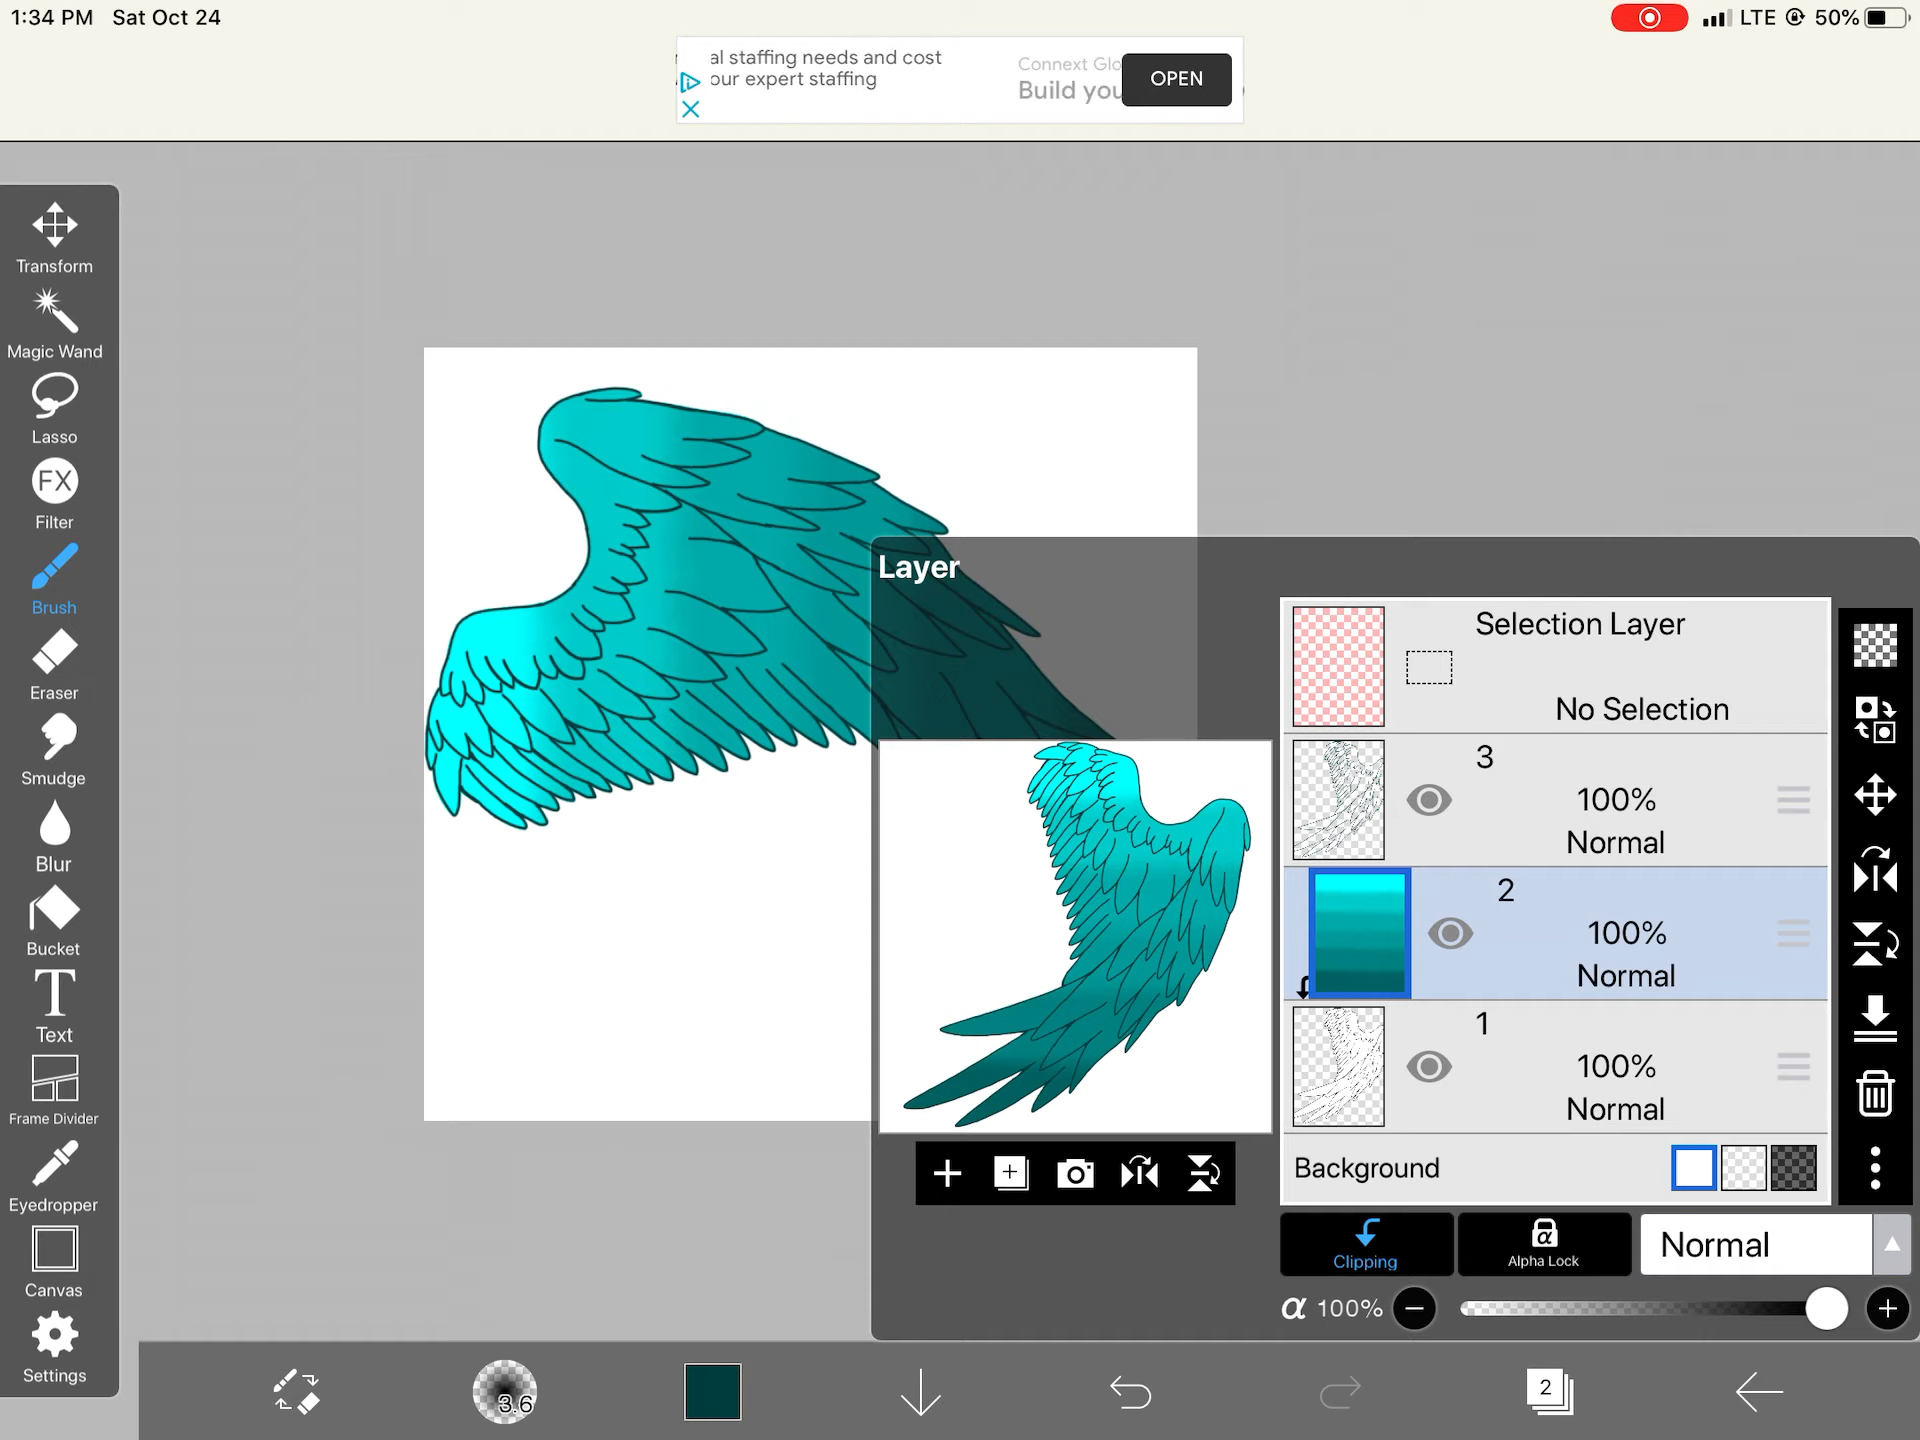 1:34 PM Sat Oct 24
LTE 50%
al staffing needs and cost
our expert staffing
Connext Glo
Build you
OPEN
Transform
Magic Wand
Lasso
FX
Filter
Brush
Eraser
Smudge
Blur
Bucket
T
Text
Frame Divider
Eyedropper
Canvas
Settings
Layer
Selection Layer
No Selection
3
100%
Normal
2
100%
Normal
1
100%
Normal
Background
Clipping
α
Alpha Lock
Normal
α 100%
3.6
2